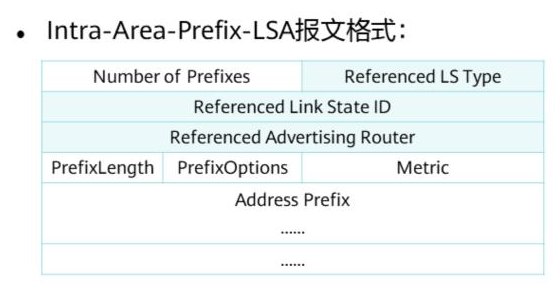 • Intra-Area-Prefix-LSA报文格式：
Number of Prefixes Referenced LS Type
Referenced Link State ID
Referenced Advertising Router
PrefixLength PrefixOptions Metric
Address Prefix
......
......